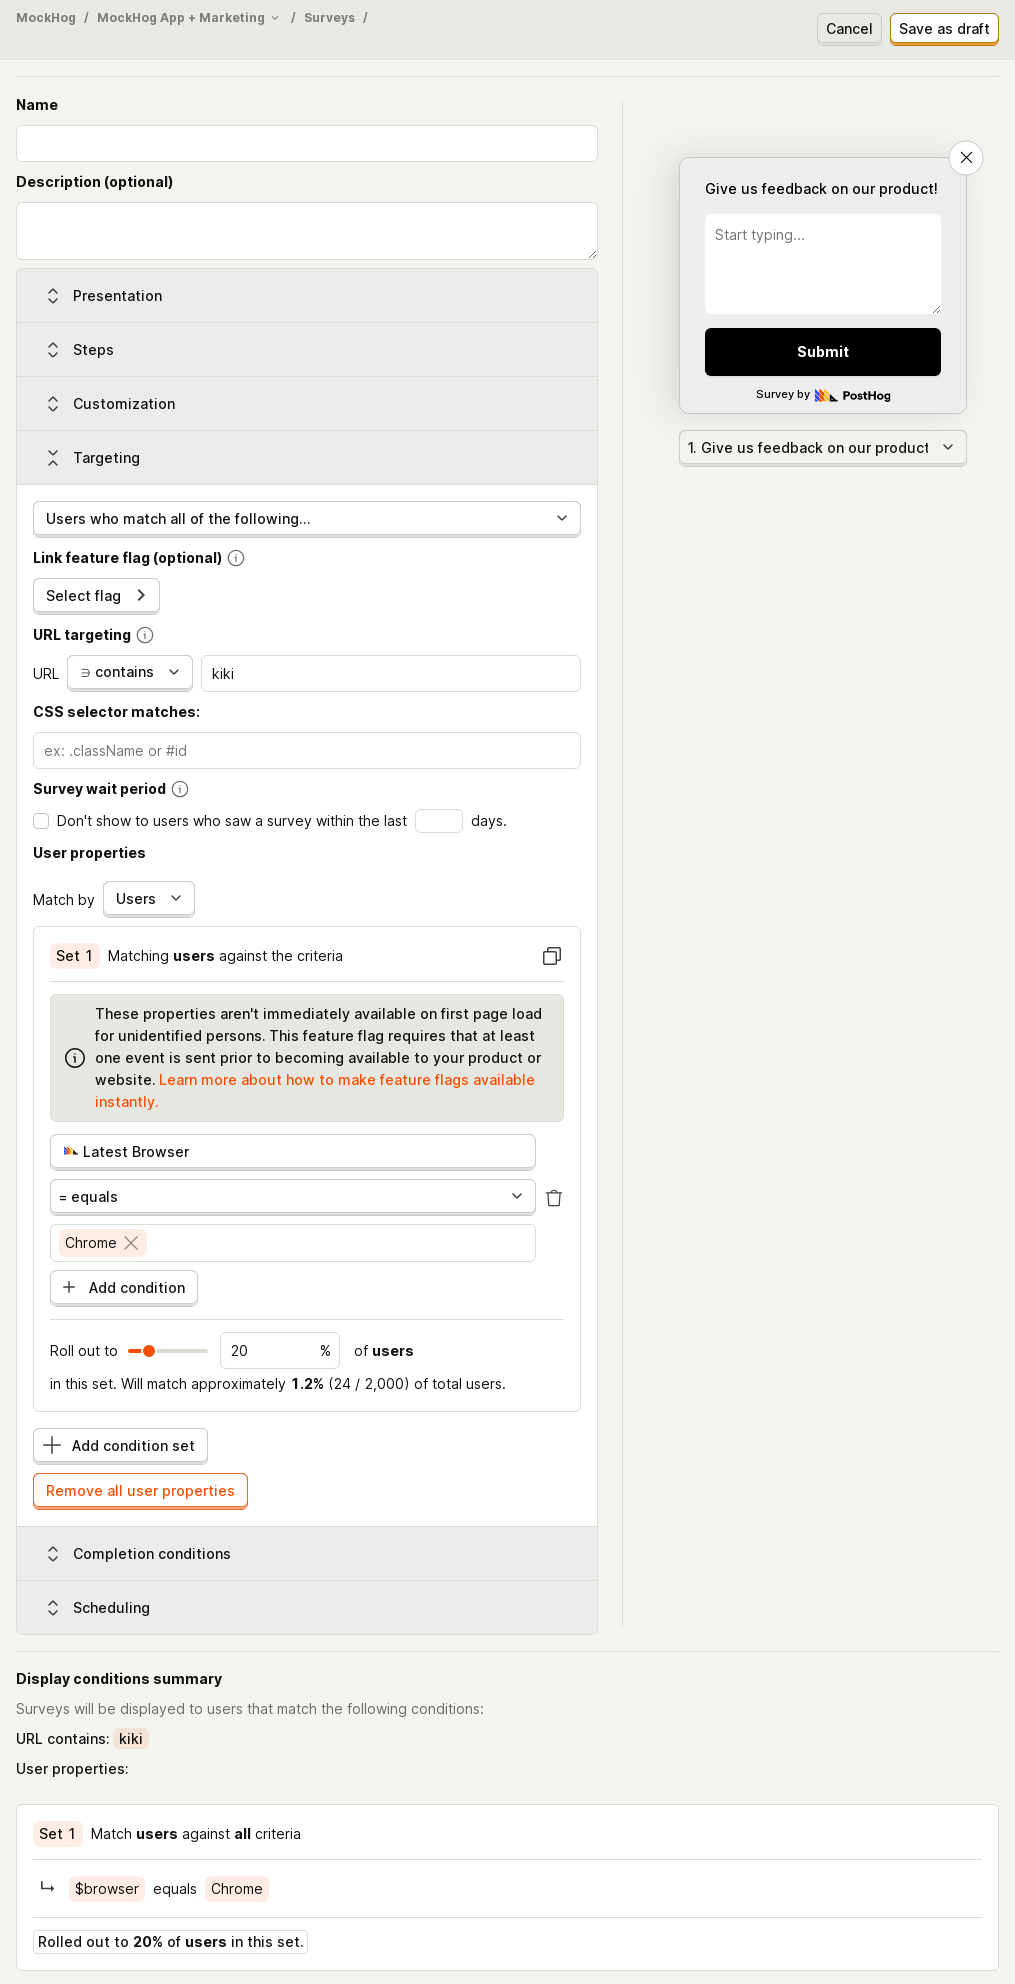 MockHog / MockHog App + Marketing / Surveys /
Cancel
Save as draft
Name
Description (optional)
Presentation
Steps
Customization
Targeting
Users who match all of the following...
Link feature flag (optional)
Select flag
URL targeting
URL ∋ contains kiki
CSS selector matches:
ex: .className or #id
Survey wait period
Don't show to users who saw a survey within the last days.
User properties
Match by Users
Set 1 Matching users against the criteria
These properties aren't immediately available on first page load
for unidentified persons. This feature flag requires that at least
one event is sent prior to becoming available to your product or
website. Learn more about how to make feature flags available
instantly.
Latest Browser
= equals
Chrome
Add condition
Roll out to 20 % of users
in this set. Will match approximately 1.2% (24 / 2,000) of total users.
Add condition set
Remove all user properties
Completion conditions
Scheduling
Give us feedback on our product!
Start typing...
Submit
Survey by PostHog
1. Give us feedback on our product
Display conditions summary
Surveys will be displayed to users that match the following conditions:
URL contains: kiki
User properties:
Set 1 Match users against all criteria
$browser equals Chrome
Rolled out to 20% of users in this set.